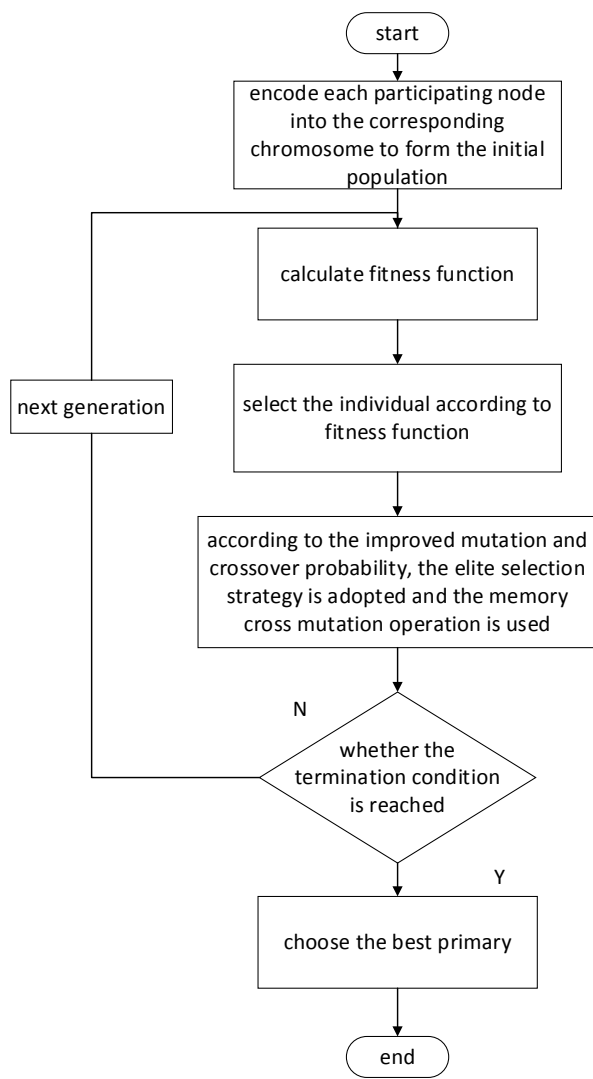 start
encode each participating node
into the corresponding
chromosome to form the initial
population
calculate fitness function
next generation
select the individual according to
fitness function
according to the improved mutation and
crossover probability, the elite selection
strategy is adopted and the memory
cross mutation operation is used
N
whether the
termination condition
is reached
Y
choose the best primary
end